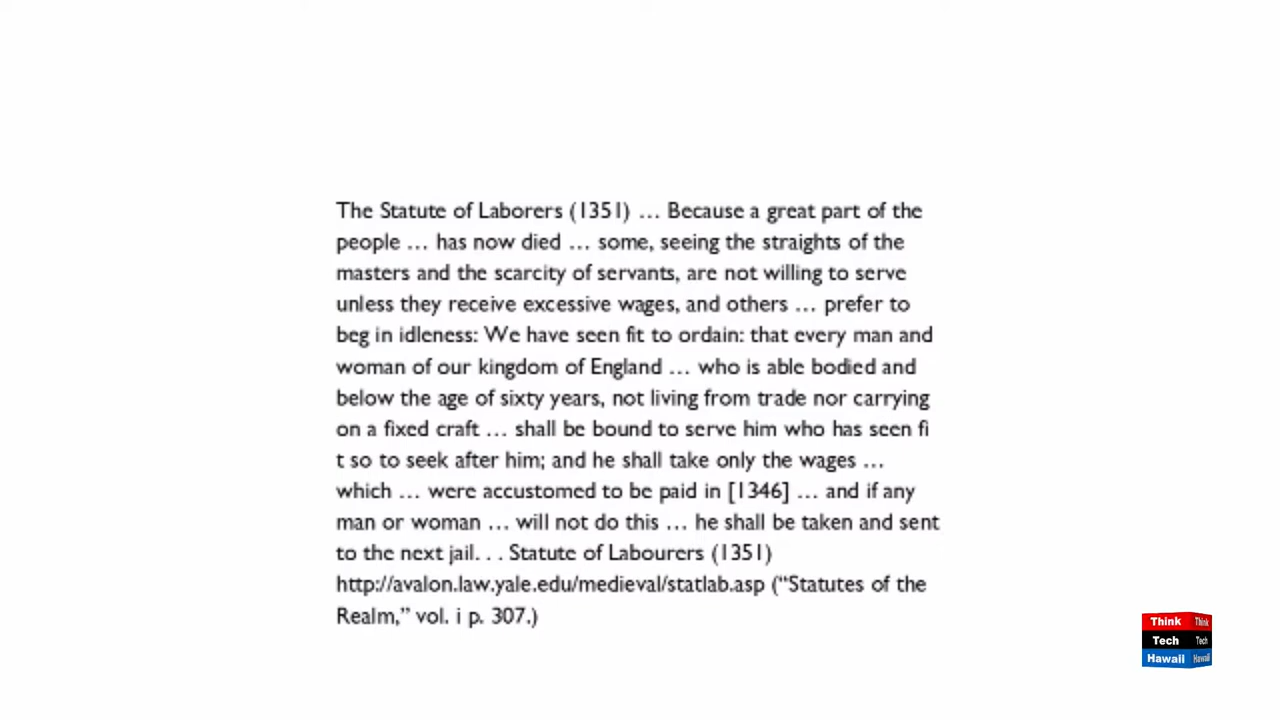 The Statute of Laborers (1351) … Because a great part of the
people … has now died … some, seeing the straights of the
masters and the scarcity of servants, are not willing to serve
unless they receive excessive wages, and others … prefer to
beg in idleness: We have seen fit to ordain: that every man and
woman of our kingdom of England … who is able bodied and
below the age of sixty years, not living from trade nor carrying
on a fixed craft … shall be bound to serve him who has seen fi
t so to seek after him; and he shall take only the wages …
which … were accustomed to be paid in [1346] … and if any
man or woman … will not do this … he shall be taken and sent
to the next jail. . . Statute of Labourers (1351)
http://avalon.law.yale.edu/medieval/statlab.asp (“Statutes of the
Realm,” vol. i p. 307.)
Think Think
Tech Tech
Hawaii Hawaii